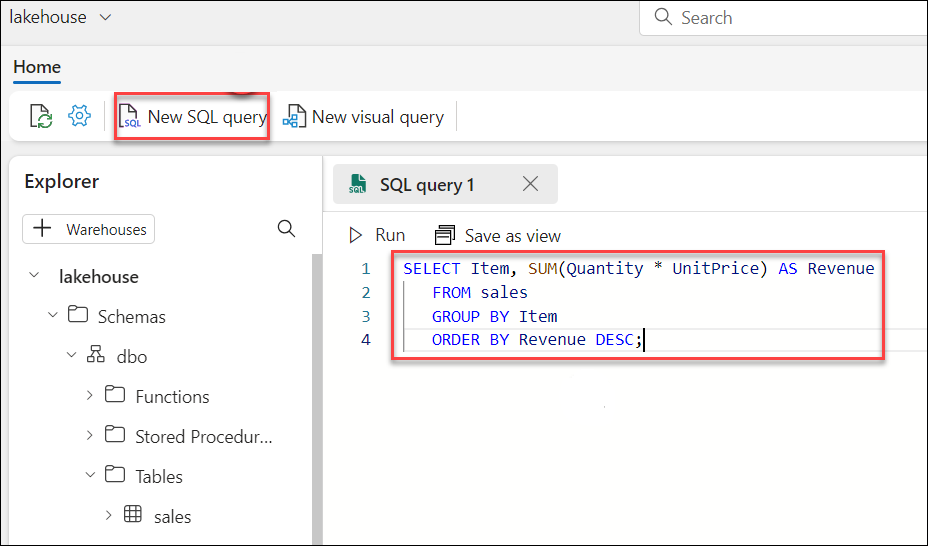 lakehouse
Search
Home
New SQL query
New visual query
Explorer
Warehouses
lakehouse
Schemas
dbo
Functions
Stored Procedur...
Tables
sales
SQL query 1
Run
Save as view
1 SELECT Item, SUM(Quantity * UnitPrice) AS Revenue
2 FROM sales
3 GROUP BY Item
4 ORDER BY Revenue DESC;